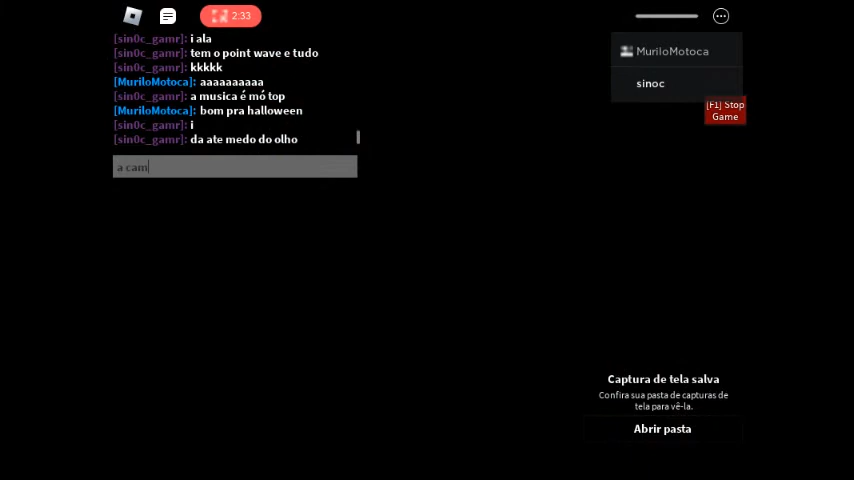 2:33
[sin0c_gamr]: i ala
[sin0c_gamr]: tem o point wave e tudo
[sin0c_gamr]: kkkkk
[MuriloMotoca]: aaaaaaaaaa
[sin0c_gamr]: a musica é mó top
[MuriloMotoca]: bom pra halloween
[sin0c_gamr]: i
[sin0c_gamr]: da ate medo do olho
a cam
MuriloMotoca
sinoc
[F1] Stop
Game
Captura de tela salva
Confira sua pasta de capturas de
tela para vê-la.
Abrir pasta